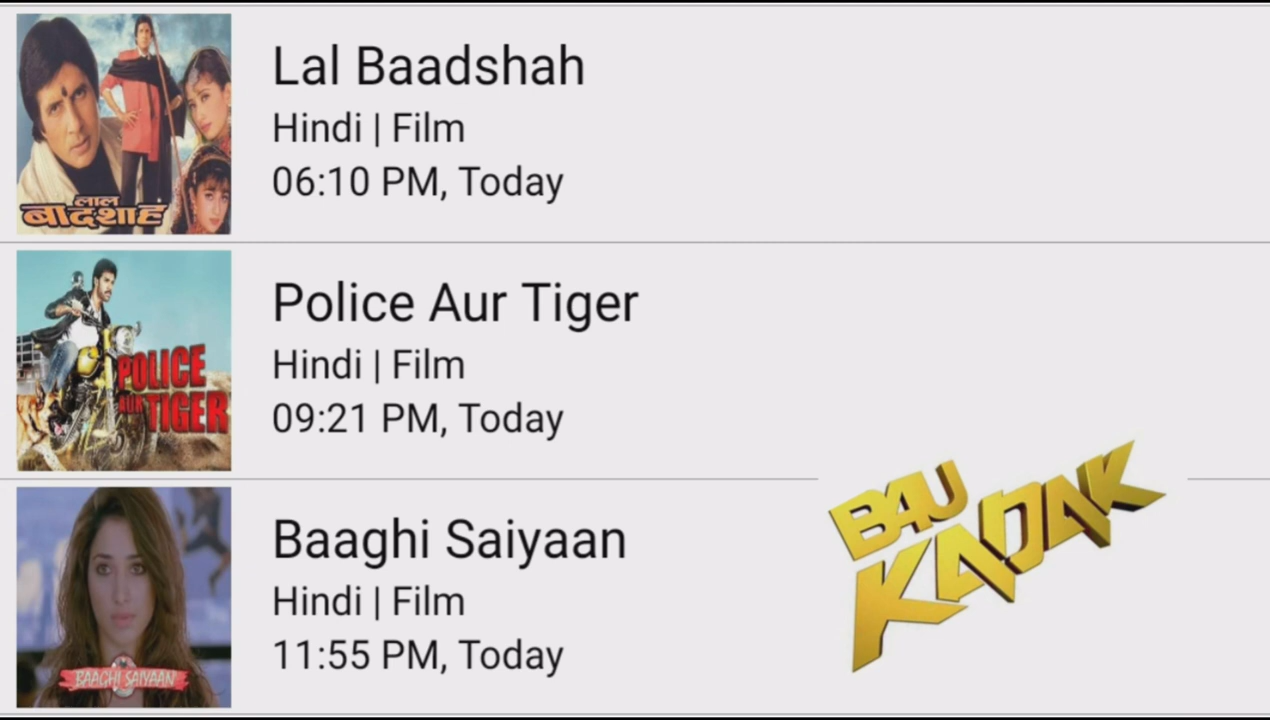 लाल
बादशाह
Lal Baadshah
Hindi | Film
06:10 PM, Today
POLICE
AUR TIGER
Police Aur Tiger
Hindi | Film
09:21 PM, Today
BAAGHI SAIYAAN
Baaghi Saiyaan
Hindi | Film
11:55 PM, Today
B4U
KADAK